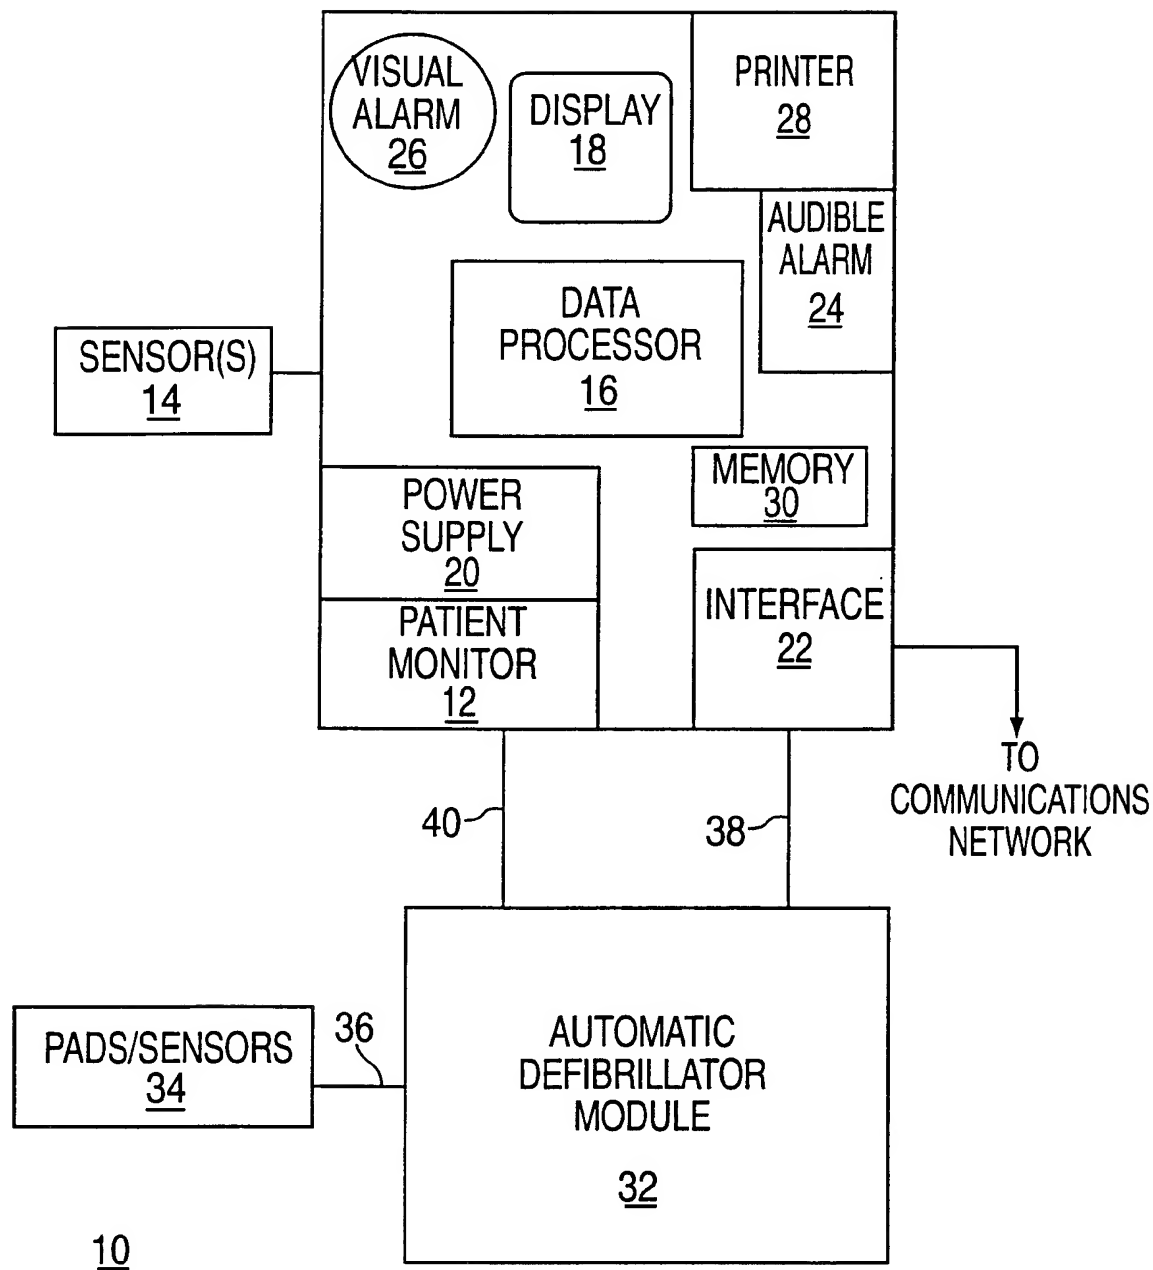 VISUAL
ALARM
26
DISPLAY
18
PRINTER
28
AUDIBLE
ALARM
24
DATA
PROCESSOR
16
SENSOR(S)
14
MEMORY
30
POWER
SUPPLY
20
INTERFACE
22
PATIENT
MONITOR
12
TO
COMMUNICATIONS
NETWORK
40
38
36
PADS/SENSORS
34
AUTOMATIC
DEFIBRILLATOR
MODULE
32
10